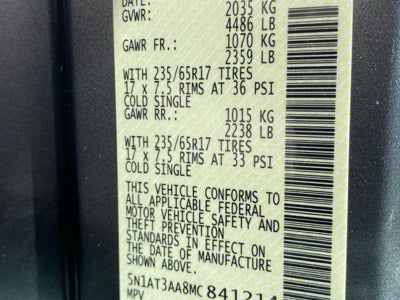 DATE:
GVWR: 2035 KG
4486 LB
GAWR FR.: 1070 KG
2359 LB
WITH 235/65R17 TIRES
17 x 7.5 RIMS AT 36 PSI
COLD SINGLE
GAWR RR.: 1015 KG
2238 LB
WITH 235/65R17 TIRES
17 x 7.5 RIMS AT 33 PSI
COLD SINGLE
THIS VEHICLE CONFORMS TO
ALL APPLICABLE FEDERAL
MOTOR VEHICLE SAFETY AND
THEFT PREVENTION
STANDARDS IN EFFECT ON
THE DATE OF MANUFACTURE
SHOWN ABOVE.
5N1AT3AA8MC841214
MPV